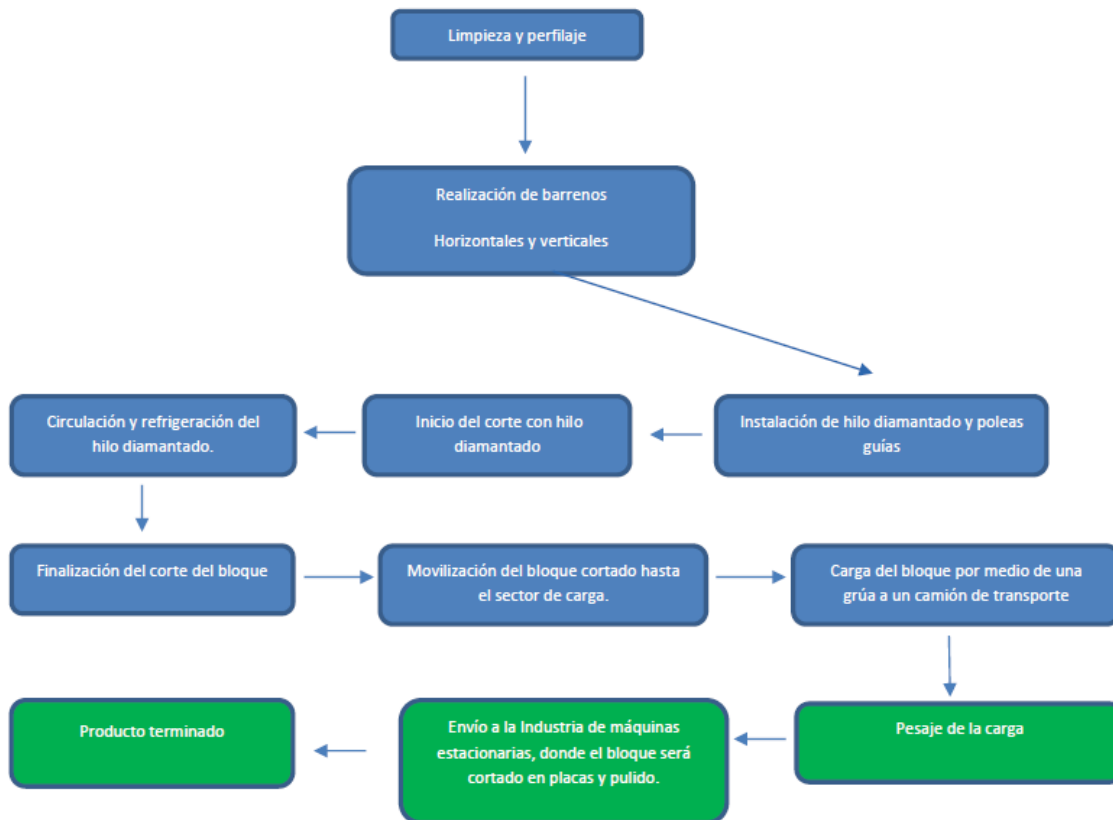 Limpieza y perfilaje
Realización de barrenos
Horizontales y verticales
Instalación de hilo diamantado y poleas
guías
Inicio del corte con hilo
diamantado
Circulación y refrigeración del
hilo diamantado.
Finalización del corte del bloque
Movilización del bloque cortado hasta
el sector de carga.
Carga del bloque por medio de una
grúa a un camión de transporte
Pesaje de la carga
Envío a la Industria de máquinas
estacionarias, donde el bloque será
cortado en placas y pulido.
Producto terminado